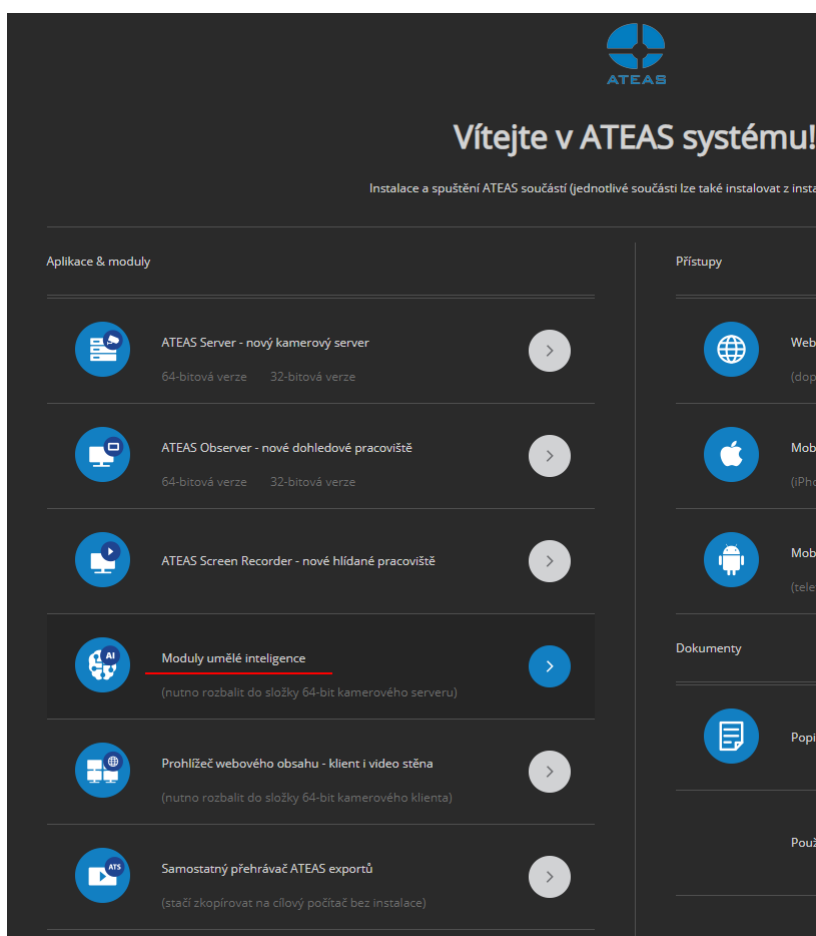 ATEAS
Vítejte v ATEAS systému!
Instalace a spuštění ATEAS součástí (jednotlivé součásti lze také instalovat z
Aplikace & moduly
ATEAS Server - nový kamerový server
64-bitová verze 32-bitová verze
ATEAS Observer - nové dohledové pracoviště
64-bitová verze 32-bitová verze
ATEAS Screen Recorder - nové hlídané pracoviště
AI
Moduly umělé inteligence
(nutno rozbalit do složky 64-bit kamerového serveru)
Prohlížeč webového obsahu - klient i video stěna
(nutno rozbalit do složky 64-bit kamerového klienta)
ATS
Samostatný přehrávač ATEAS exportů
(stačí zkopírovat na cílový počítač bez instalace)
Přístupy
Web
Mob
Mob
Dokumenty